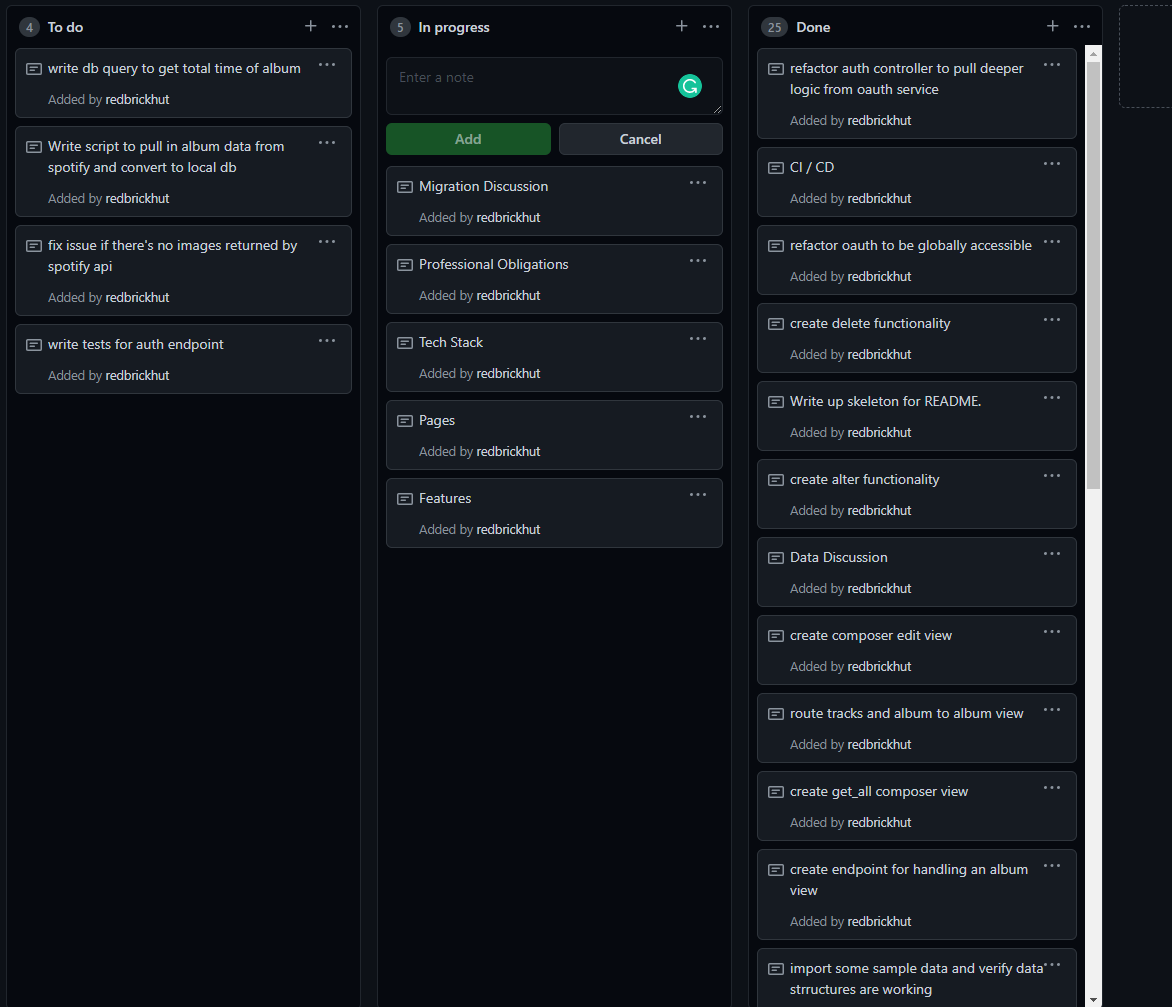 4 To do
write db query to get total time of album
Added by redbrickhut
Write script to pull in album data from
spotify and convert to local db
Added by redbrickhut
fix issue if there's no images returned by
spotify api
Added by redbrickhut
write tests for auth endpoint
Added by redbrickhut
5 In progress
Enter a note
Add
Cancel
Migration Discussion
Added by redbrickhut
Professional Obligations
Added by redbrickhut
Tech Stack
Added by redbrickhut
Pages
Added by redbrickhut
Features
Added by redbrickhut
25 Done
refactor auth controller to pull deeper
logic from oauth service
Added by redbrickhut
CI / CD
Added by redbrickhut
refactor oauth to be globally accessible
Added by redbrickhut
create delete functionality
Added by redbrickhut
Write up skeleton for README.
Added by redbrickhut
create alter functionality
Added by redbrickhut
Data Discussion
Added by redbrickhut
create composer edit view
Added by redbrickhut
route tracks and album to album view
Added by redbrickhut
create get_all composer view
Added by redbrickhut
create endpoint for handling an album
view
Added by redbrickhut
import some sample data and verify data
strructures are working